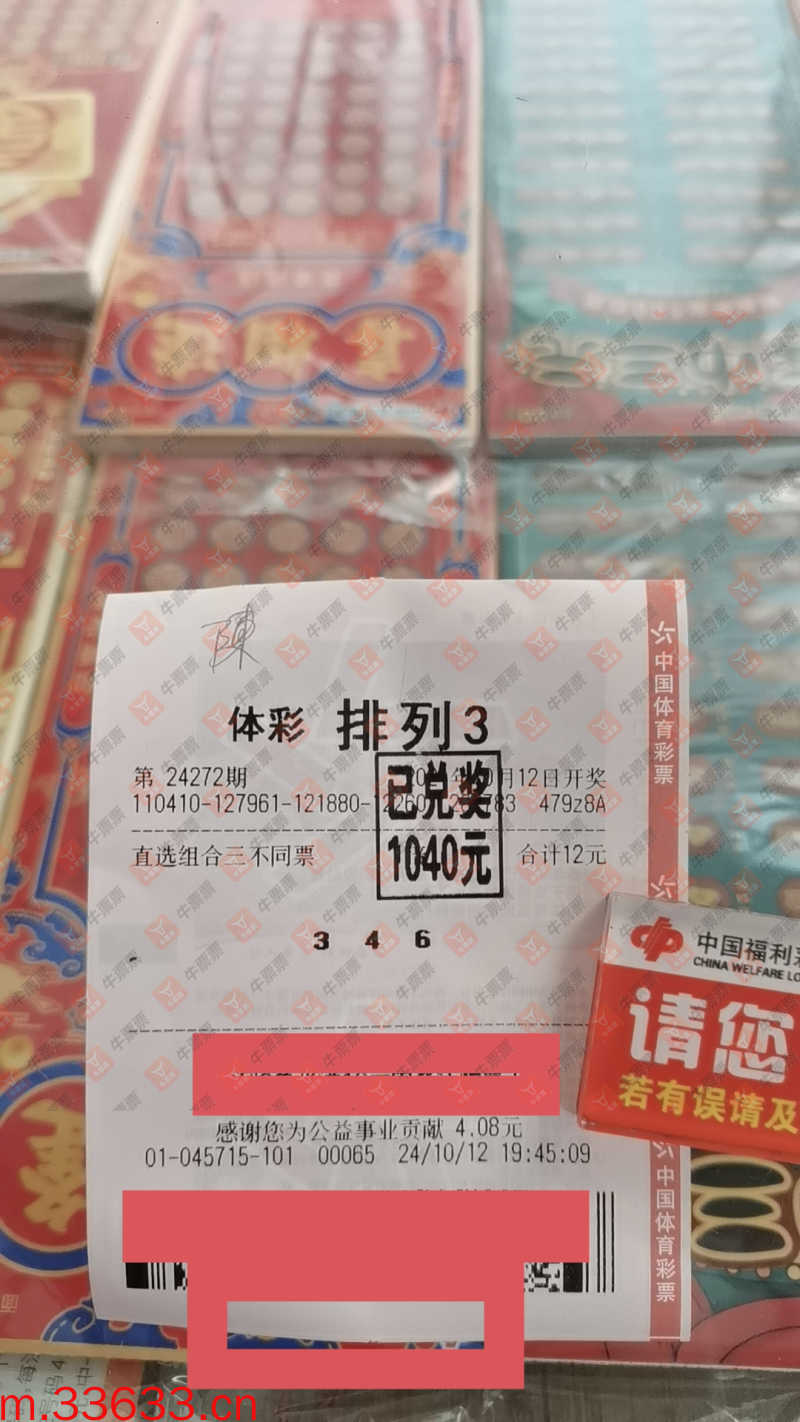 陳
体彩 排列3
第 24272期
月12日开奖
110410-127961-121880-
479z8A
已兑奖
1040元
直选组合三不同票
合计12元
3 4 6
感谢您为公益事业贡献 4.08元
01-045715-101 00065 24/10/12 19:45:09
中国体育彩票
中国体育彩票
中国福利
CHINA WELFARE LO
请您
若有误请及
牛票票
m.33633.cn